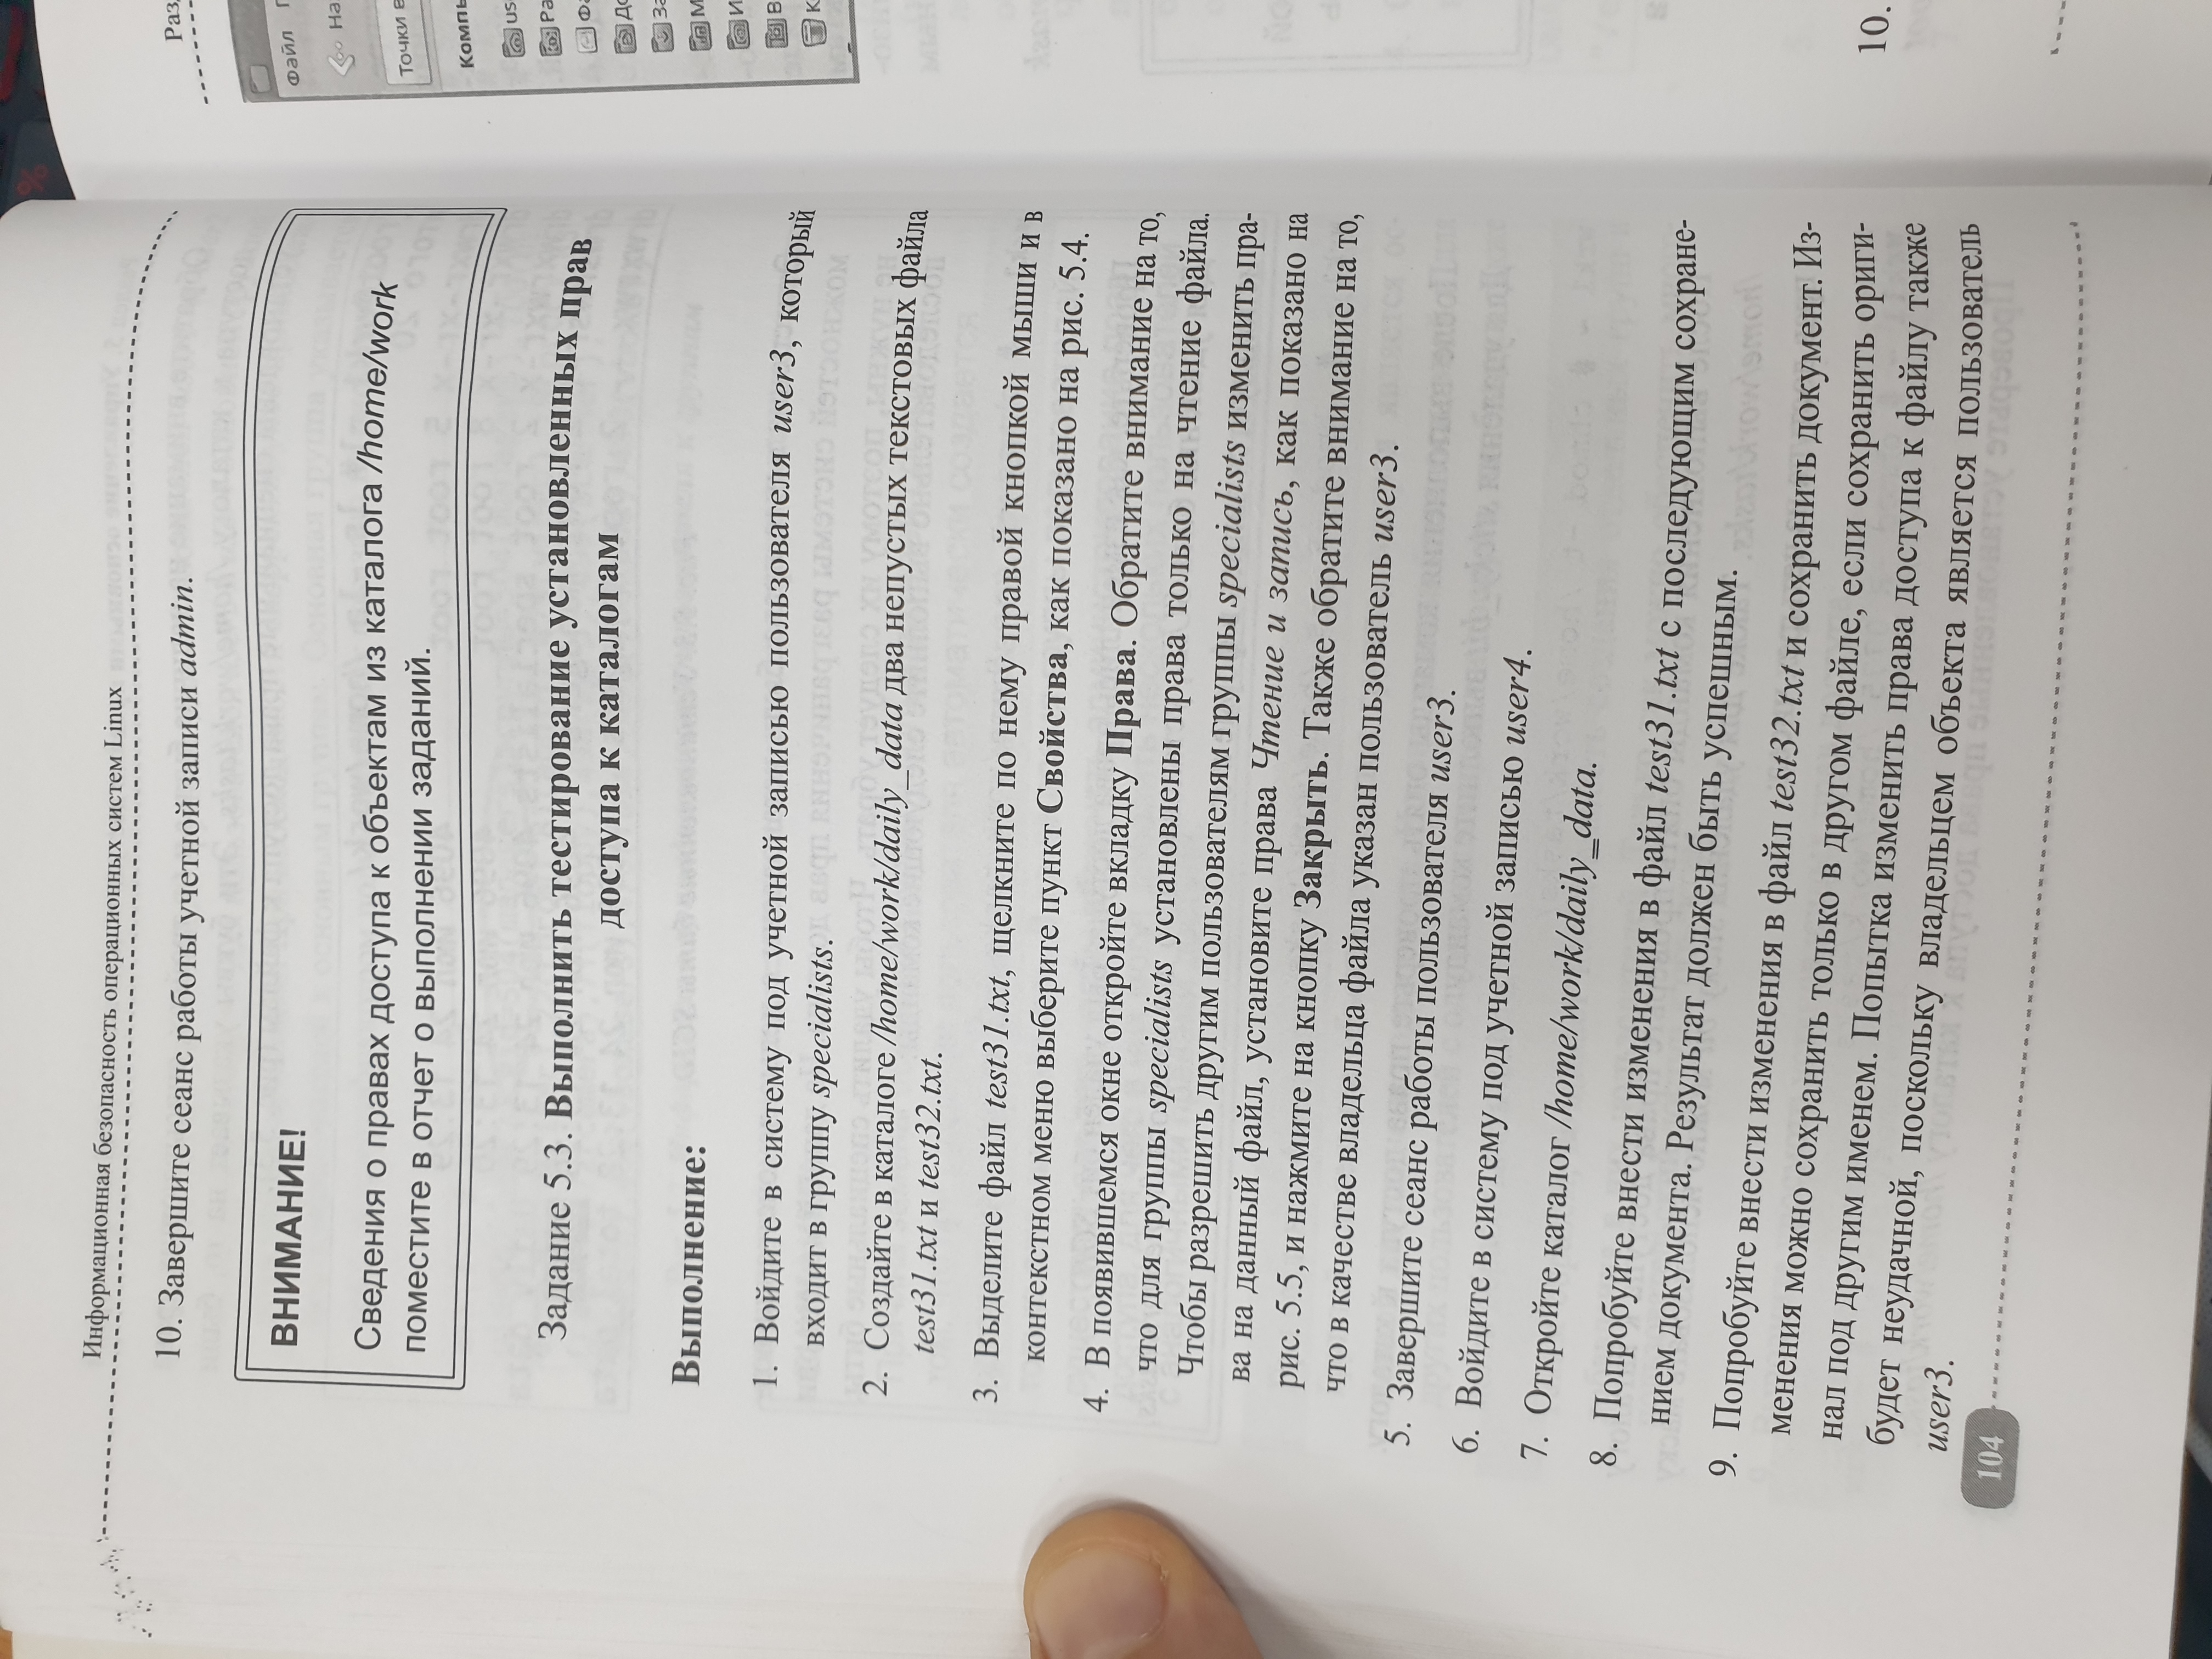 Информационная безопасность операционных систем Linux
10. Завершите сеанс работы учетной записи admin.
ВНИМАНИЕ!
Сведения о правах доступа к объектам из каталога /home/work
поместите в отчет о выполнении заданий.
Задание 5.3. Выполнить тестирование установленных прав
доступа к каталогам
Выполнение:
1. Войдите в систему под учетной записью пользователя user3, который
входит в группу specialists.
2. Создайте в каталоге /home/work/daily_data два непустых текстовых файла
test31.txt и test32.txt.
3. Выделите файл test31.txt, щелкните по нему правой кнопкой мыши и в
контекстном меню выберите пункт Свойства, как показано на рис. 5.4.
4. В появившемся окне откройте вкладку Права. Обратите внимание на то,
что для группы specialists установлены права только на чтение файла.
Чтобы разрешить другим пользователям группы specialists изменить пра-
ва на данный файл, установите права Чтение и запись, как показано на
рис. 5.5, и нажмите на кнопку Закрыть. Также обратите внимание на то,
что в качестве владельца файла указан пользователь user3.
5. Завершите сеанс работы пользователя user3.
6. Войдите в систему под учетной записью user4.
7. Откройте каталог /home/work/daily_data.
8. Попробуйте внести изменения в файл test31.txt с последующим сохране-
нием документа. Результат должен быть успешным.
9. Попробуйте внести изменения в файл test32.txt и сохранить документ. Из-
менения можно сохранить только в другом файле, если сохранить ориги-
нал под другим именем. Попытка изменить права доступа к файлу также
будет неудачной, поскольку владельцем объекта является пользователь
user3.
104
Раз
Файл
На
Точки в
Компь
us
Ра
Ф
До
За
М
И
В
К
10.